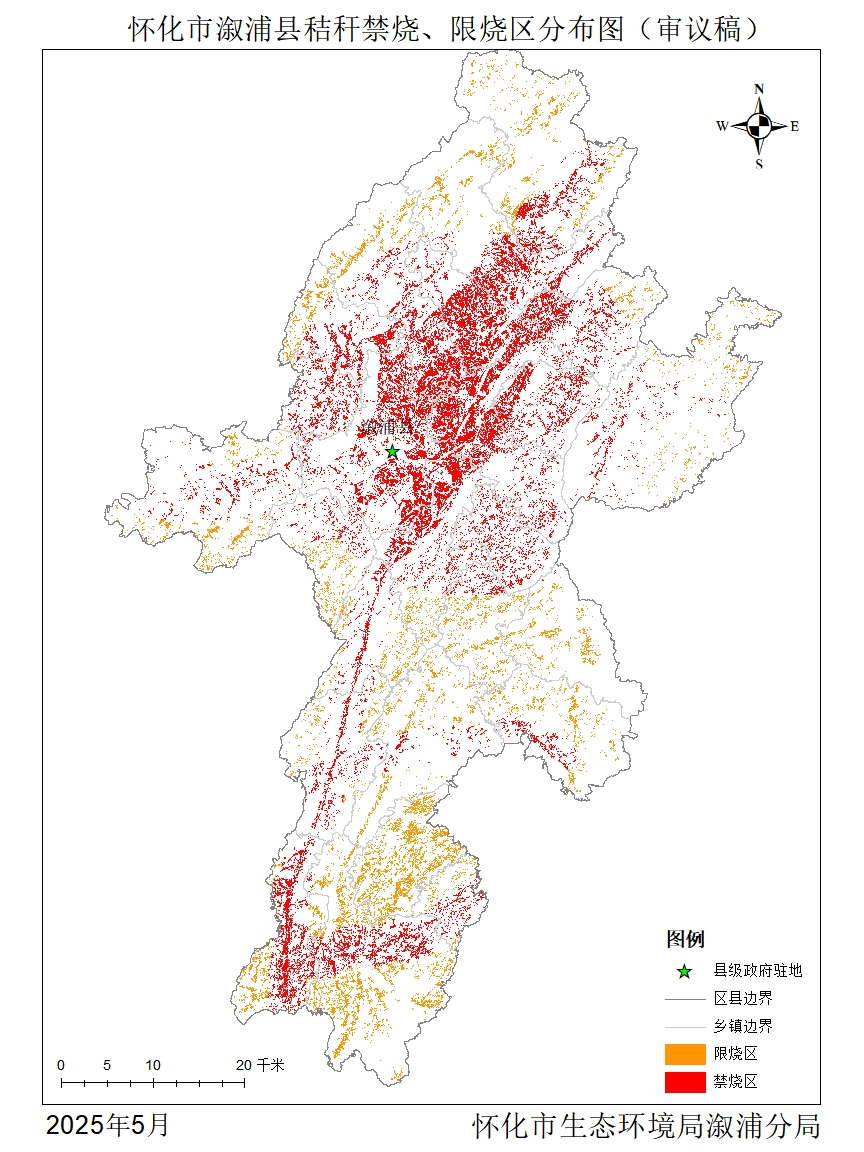 怀化市溆浦县秸秆禁烧、限烧区分布图（审议稿）
N
W E
S
溆浦县
图例
县级政府驻地
区县边界
乡镇边界
限烧区
禁烧区
0 5 10 20 千米
2025年5月
怀化市生态环境局溆浦分局